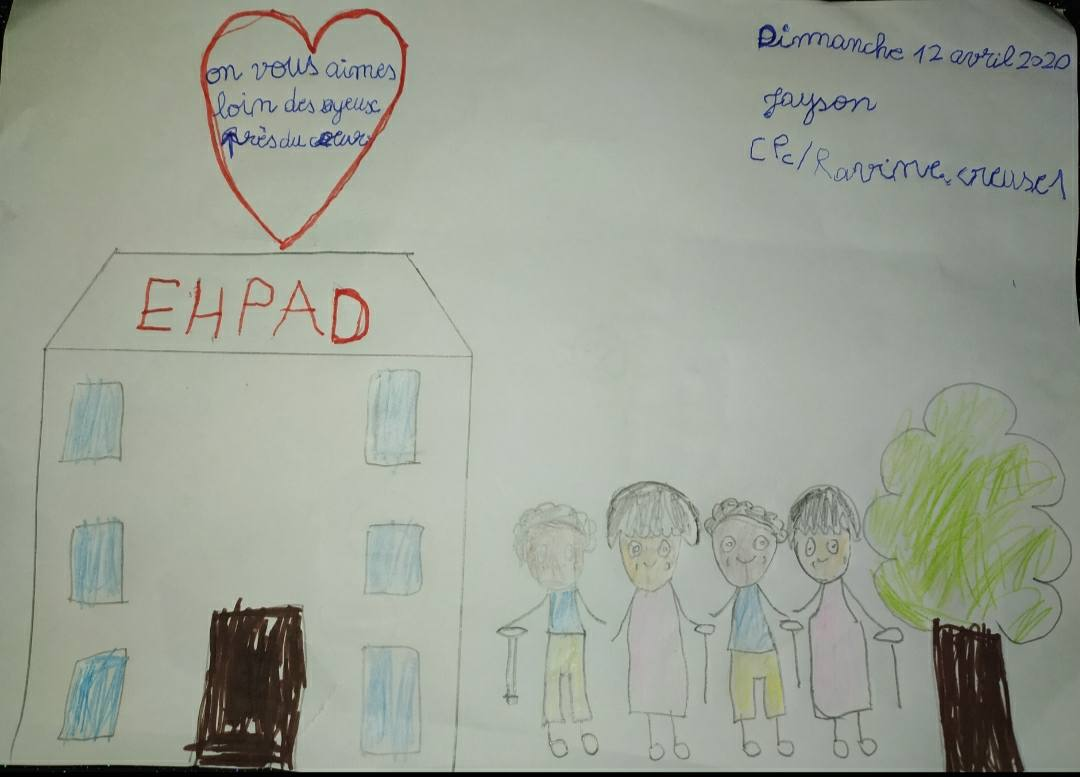 on vous aimes
loin des yeux
Près du cœur
EHPAD
Dimanche 12 avril 2020
Jayson
CPc/Ravine creuse1